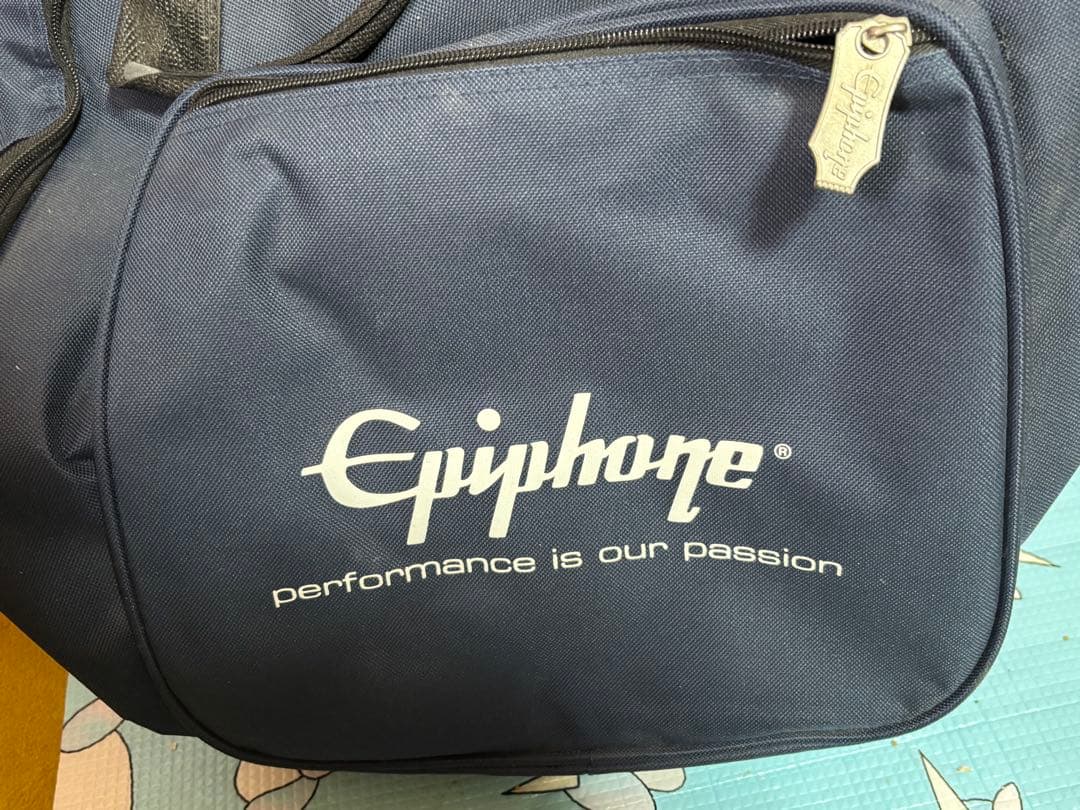 Epiphone
Epiphone®
performance is our passion